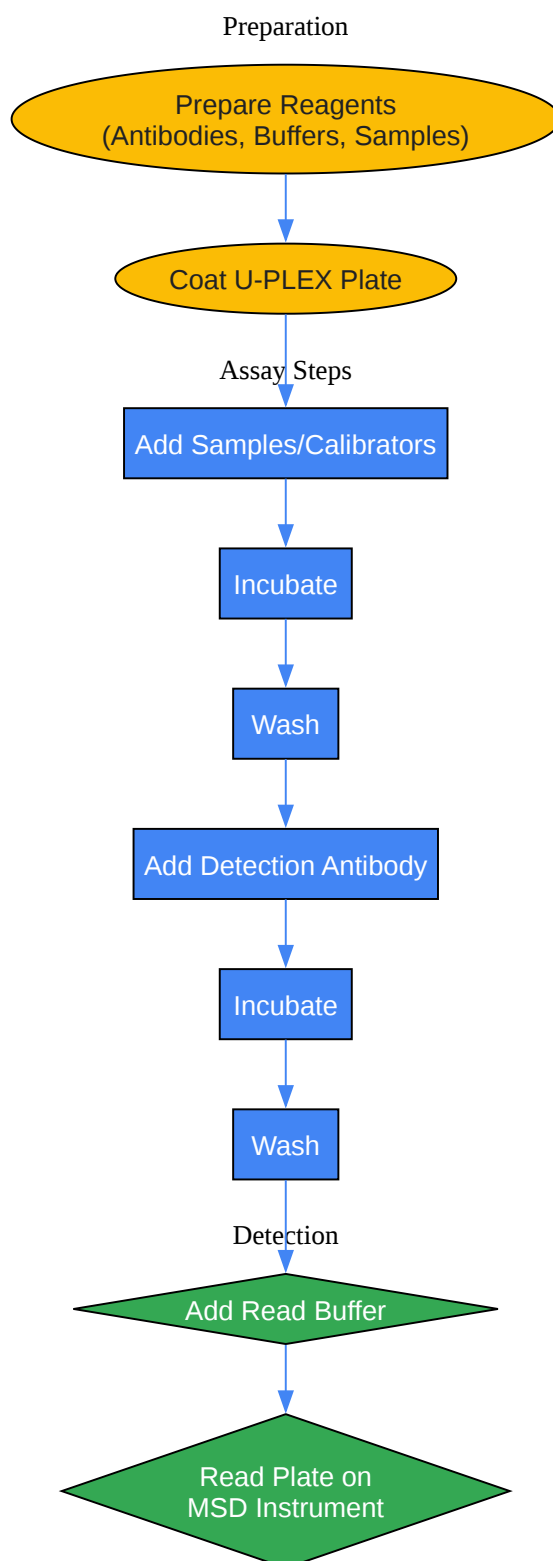 Preparation
Prepare Reagents
(Antibodies, Buffers, Samples)
Coat U-PLEX Plate
Assay Steps
Add Samples/Calibrators
Incubate
Wash
Add Detection Antibody
Incubate
Wash
Detection
Add Read Buffer
Read Plate on
MSD Instrument